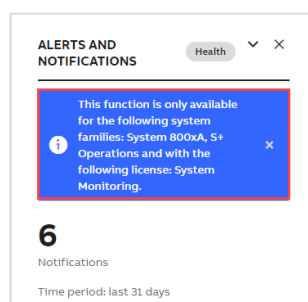 ALERTS AND
NOTIFICATIONS
Health
This function is only available
for the following system
families: System 800xA, S+
Operations and with the
following license: System
Monitoring.
6
Notifications
Time period: last 31 days